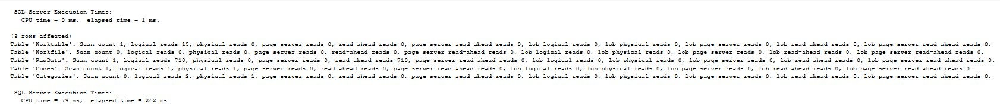 SQL Server Execution Times:
CPU time = 0 ms, elapsed time = 1 ms.
(3 rows affected)
Table 'Worktable'. Scan count 1, logical reads 15, physical reads 0, page server reads 0, read-ahead reads 0, page server read-ahead reads 0, lob logical reads 0, lob physical reads 0, lob page server reads 0, lob read-ahead reads 0, lob page server read-ahead reads 0.
Table 'Workfile'. Scan count 0, logical reads 0, physical reads 0, page server reads 0, read-ahead reads 0, page server read-ahead reads 0, lob logical reads 0, lob physical reads 0, lob page server reads 0, lob read-ahead reads 0, lob page server read-ahead reads 0.
Table 'RawData'. Scan count 1, logical reads 710, physical reads 0, page server reads 0, read-ahead reads 710, page server read-ahead reads 0, lob logical reads 0, lob physical reads 0, lob page server reads 0, lob read-ahead reads 0, lob page server read-ahead reads 0.
Table 'Codes'. Scan count 1, logical reads 1, physical reads 1, page server reads 0, read-ahead reads 0, page server read-ahead reads 0, lob logical reads 0, lob physical reads 0, lob page server reads 0, lob read-ahead reads 0, lob page server read-ahead reads 0.
Table 'Categories'. Scan count 0, logical reads 2, physical reads 1, page server reads 0, read-ahead reads 0, page server read-ahead reads 0, lob logical reads 0, lob physical reads 0, lob page server reads 0, lob read-ahead reads 0, lob page server read-ahead reads 0.
SQL Server Execution Times:
CPU time = 79 ms, elapsed time = 262 ms.